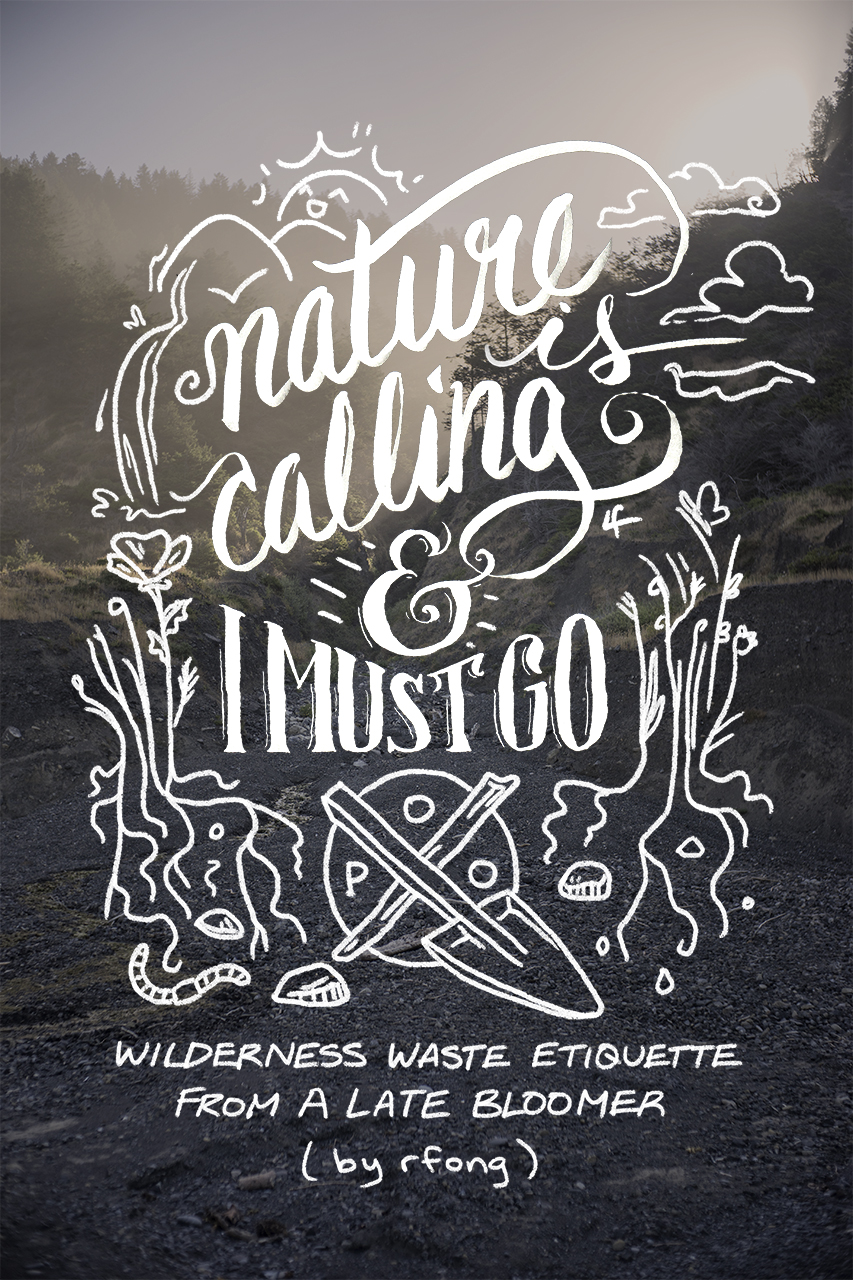 nature
is
calling
&
I MUST GO
O
P O
WILDERNESS WASTE ETIQUETTE
FROM A LATE BLOOMER
(by rfong)